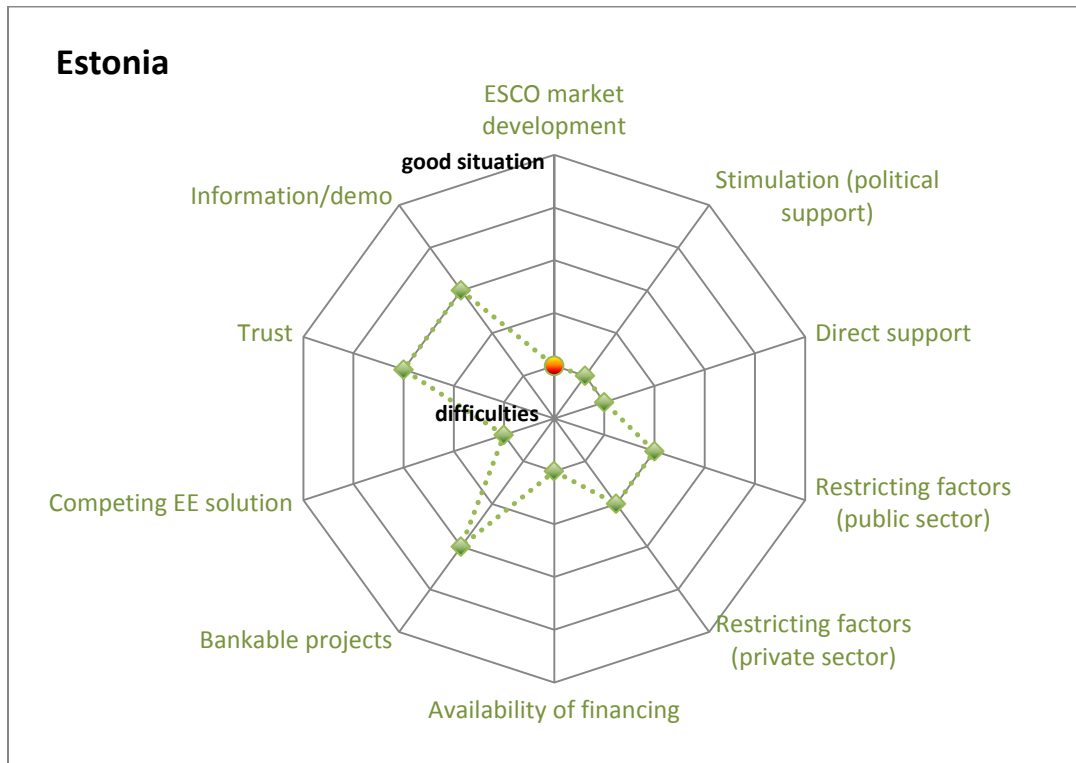 Estonia
ESCO market
development
good situation
Stimulation (political
support)
Information/demo
Trust
Direct support
difficulties
Competing EE solution
Restricting factors
(public sector)
Bankable projects
Restricting factors
(private sector)
Availability of financing